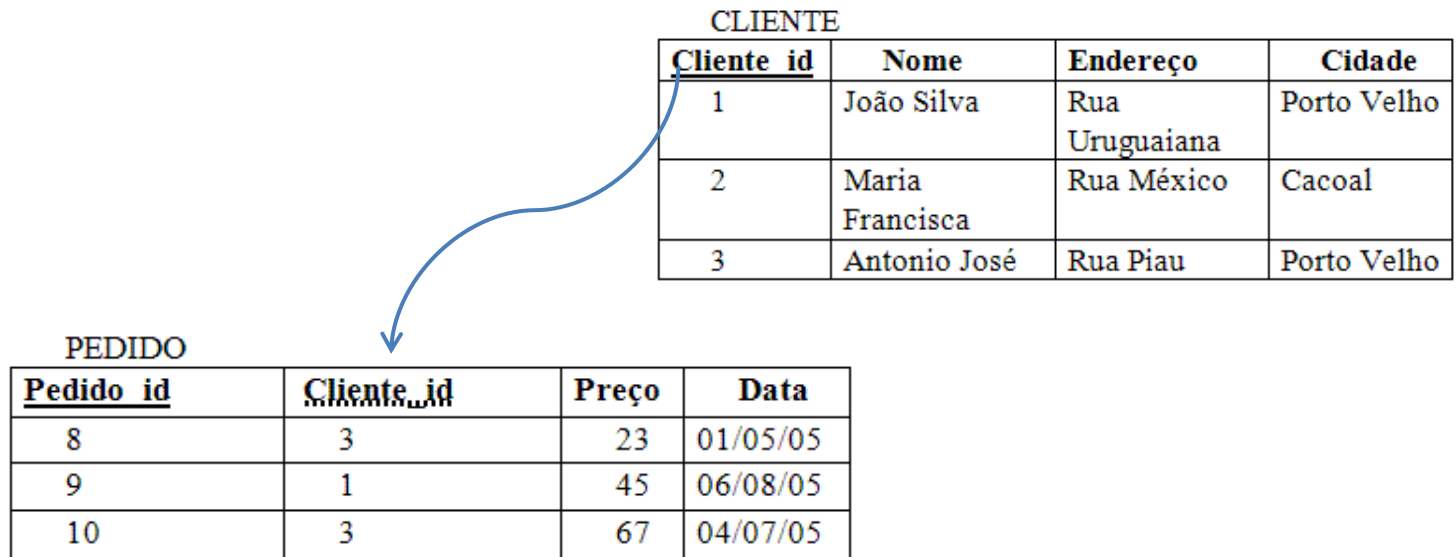 CLIENTE
Cliente_id Nome Endereço Cidade
1 João Silva Rua Porto Velho
Uruguaiana
2 Maria Rua México Cacoal
Francisca
3 Antonio José Rua Piau Porto Velho
PEDIDO
Pedido_id Cliente_id Preço Data
8 3 23 01/05/05
9 1 45 06/08/05
10 3 67 04/07/05